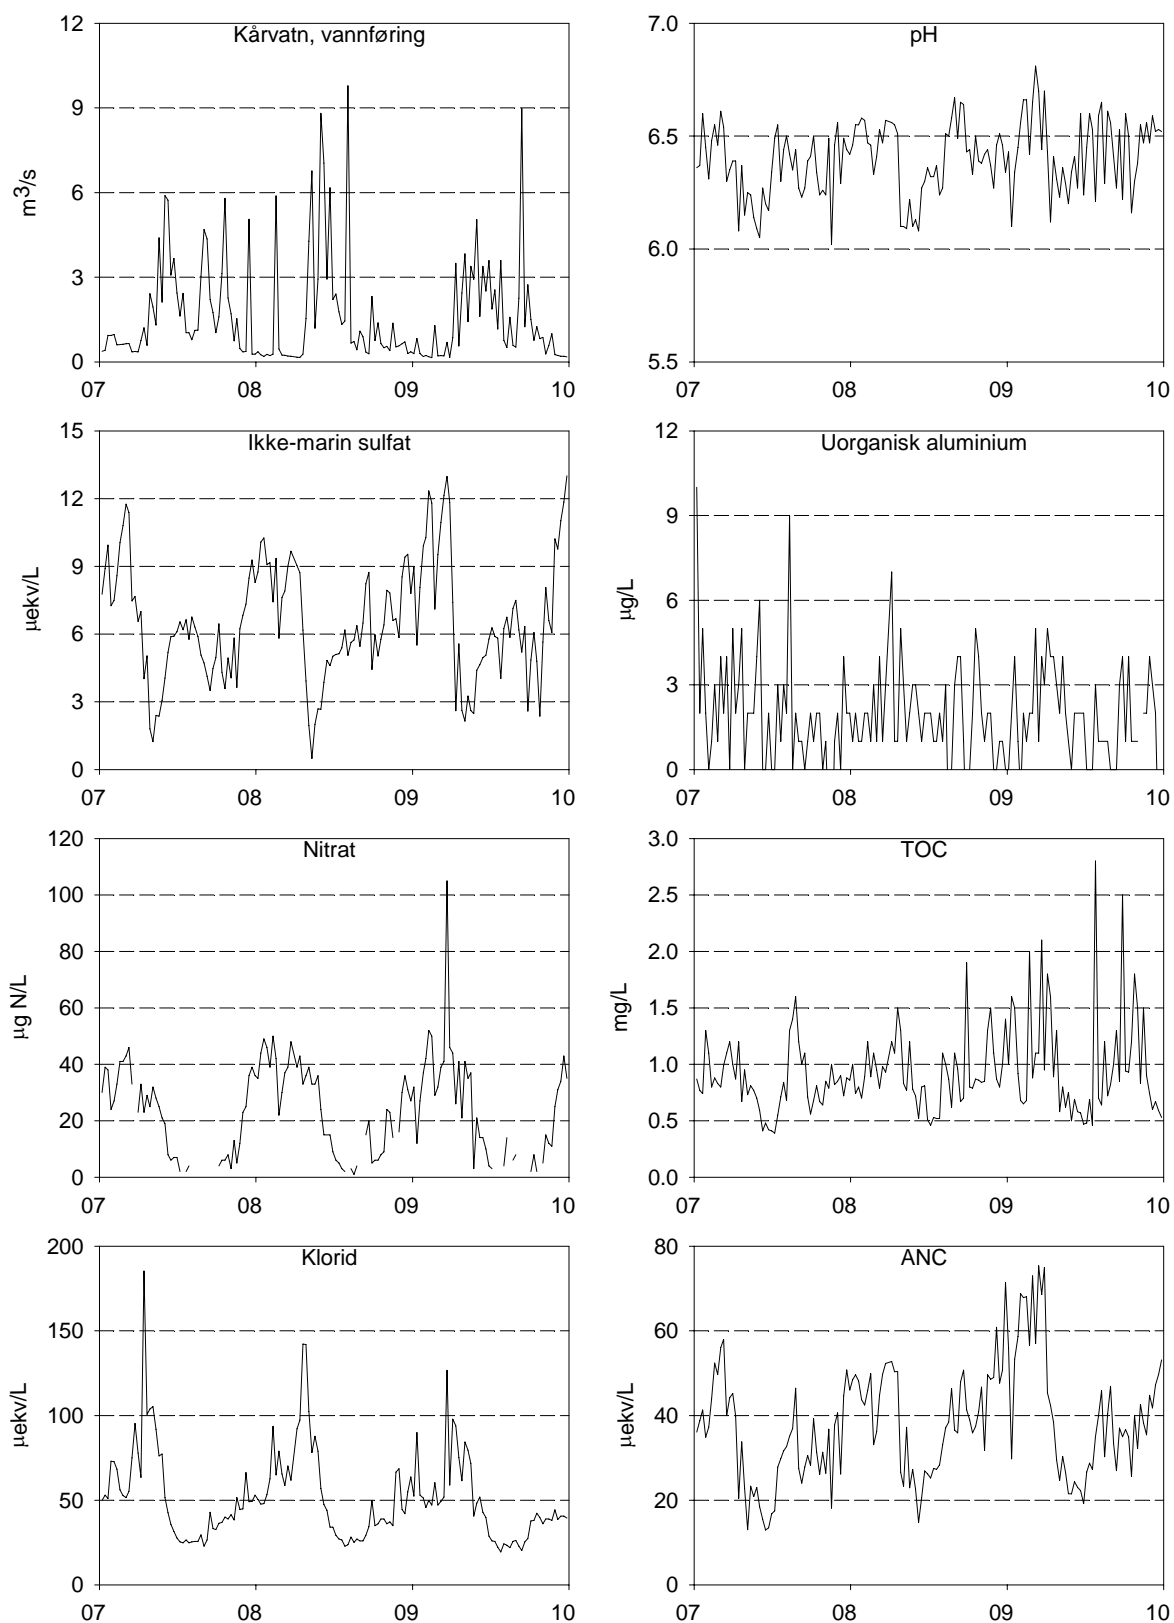 Kårvatn, vannføring
m3/s
12
9
6
3
0
07 08 09 10
pH
7.0
6.5
6.0
5.5
07 08 09 10
Ikke-marin sulfat
µekv/L
15
12
9
6
3
0
07 08 09 10
Uorganisk aluminium
µg/L
12
9
6
3
0
07 08 09 10
Nitrat
µg N/L
120
100
80
60
40
20
0
07 08 09 10
TOC
mg/L
3.0
2.5
2.0
1.5
1.0
0.5
0.0
07 08 09 10
Klorid
µekv/L
200
150
100
50
0
07 08 09 10
ANC
µekv/L
80
60
40
20
0
07 08 09 10